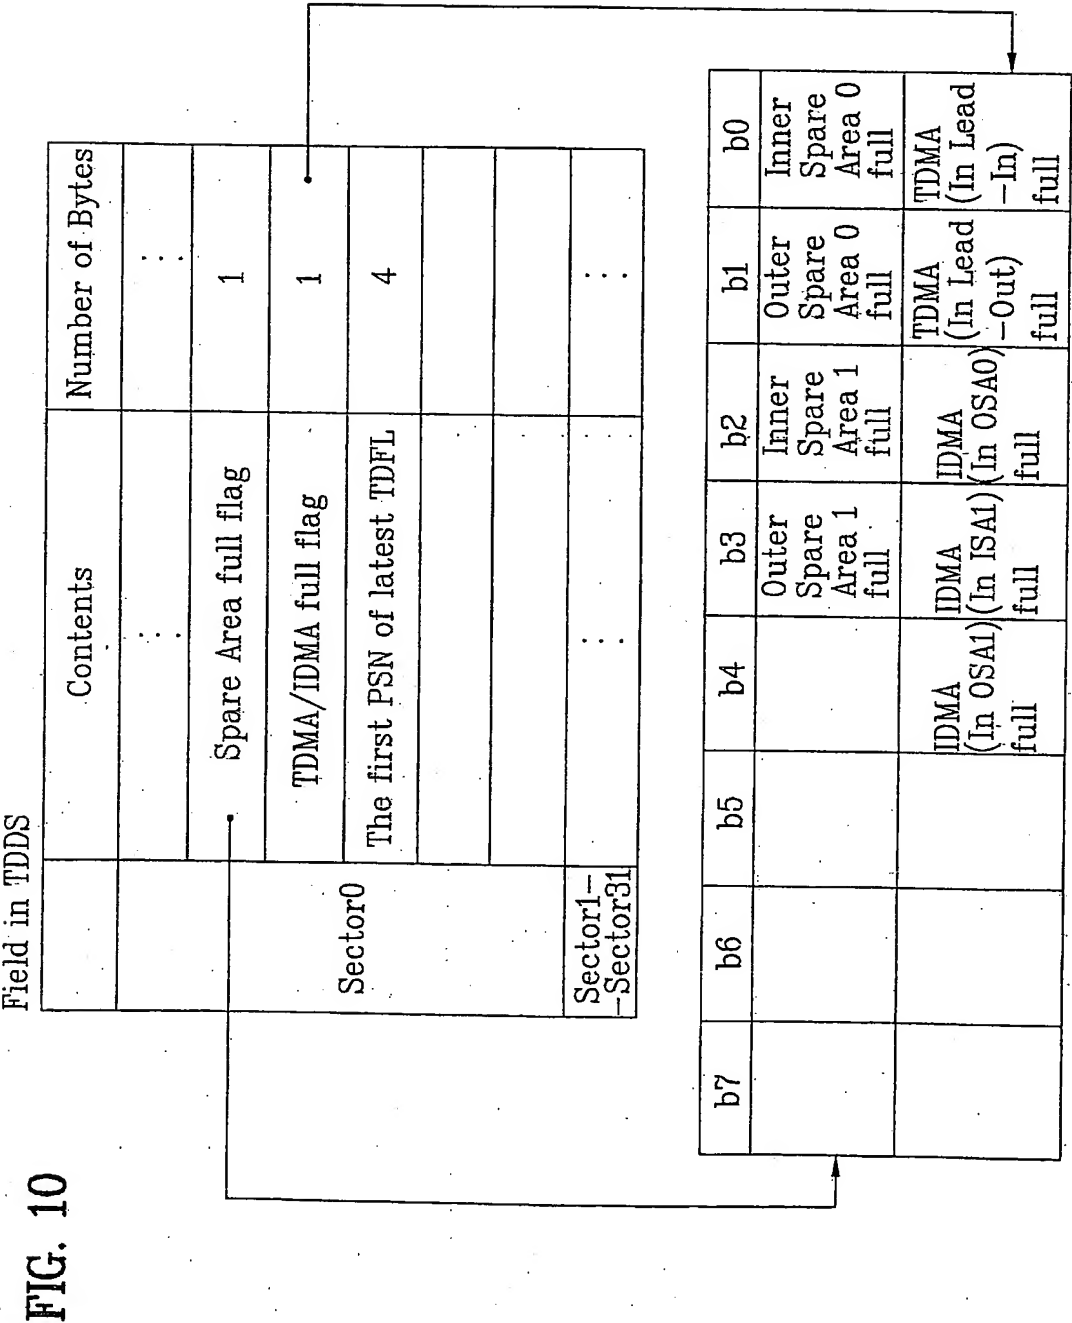 FIG. 10
Field in TDDS
Contents
Number of Bytes
Sector0
. . .
. . .
Spare Area full flag
1
TDMA/IDMA full flag
1
The first PSN of latest TDFL
4
Sector1–
–Sector31
. . .
. . .
b7
b6
b5
b4
b3
b2
b1
b0
Outer
Spare
Area 1
full
Inner
Spare
Area 1
full
Outer
Spare
Area 0
full
Inner
Spare
Area 0
full
IDMA
(In OSA1)
full
IDMA
(In ISA1)
full
IDMA
(In OSA0)
full
TDMA
(In Lead
–Out)
full
TDMA
(In Lead
–In)
full